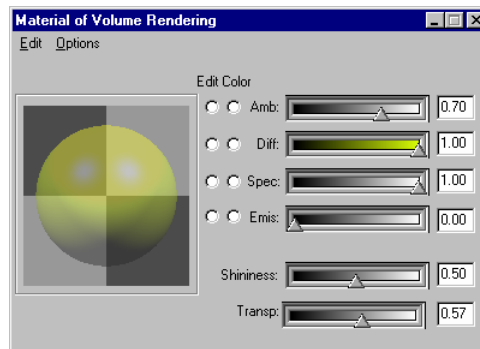 Material of Volume Rendering
Edit Options
Edit Color
Amb: 0.70
Diff: 1.00
Spec: 1.00
Emis: 0.00
Shininess: 0.50
Transp: 0.57